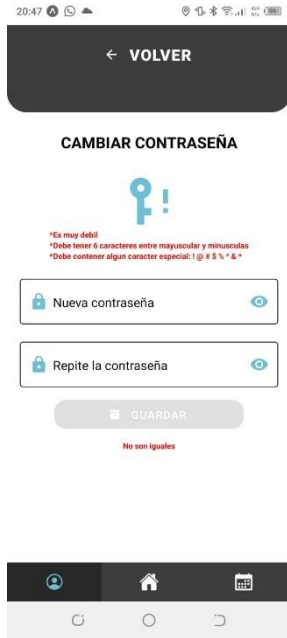 20:47
← VOLVER
CAMBIAR CONTRASEÑA
*Es muy debil
*Debe tener 6 caracteres entre mayuscular y minusculas
*Debe contener algun caracter especial: ! @ # $ % ^ & *
Nueva contraseña
Repite la contraseña
GUARDAR
No son iguales